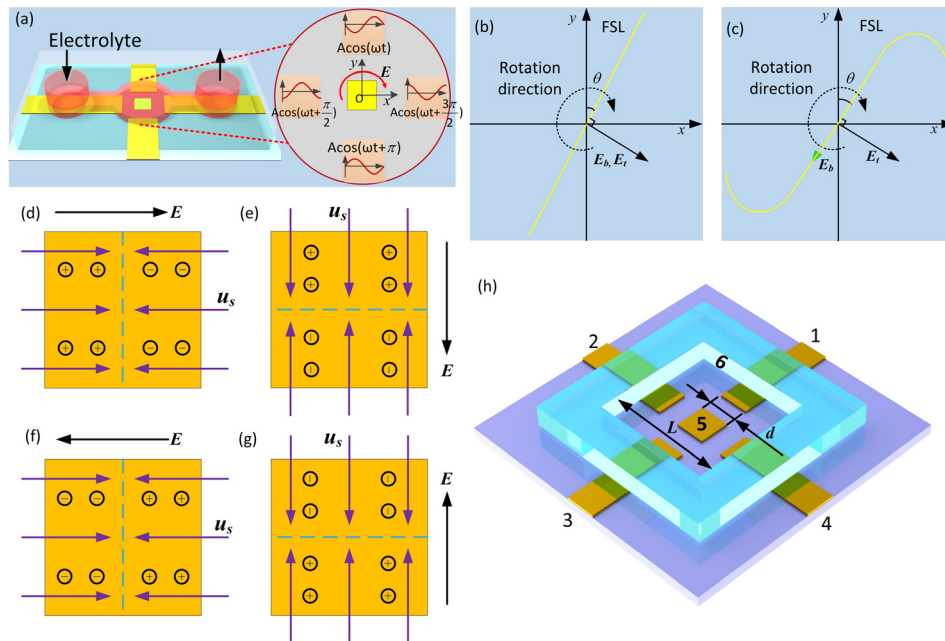 (a)
Electrolyte
Acos(ωt)
y
E
O
x
Acos(ωt+π/2)
Acos(ωt+3π/2)
Acos(ωt+π)
(b)
y
FSL
Rotation
direction
θ
x
E_b, E_t
(c)
y
FSL
Rotation
direction
θ
x
E_b
E_t
(d)
E
+ + − −
u_s
+ + − −
(e)
u_s
+ +
+ +
− −
− −
E
(f)
E
− − + +
u_s
− − + +
(g)
u_s
− −
− −
+ +
+ +
E
(h)
2
1
6
5
L
d
3
4